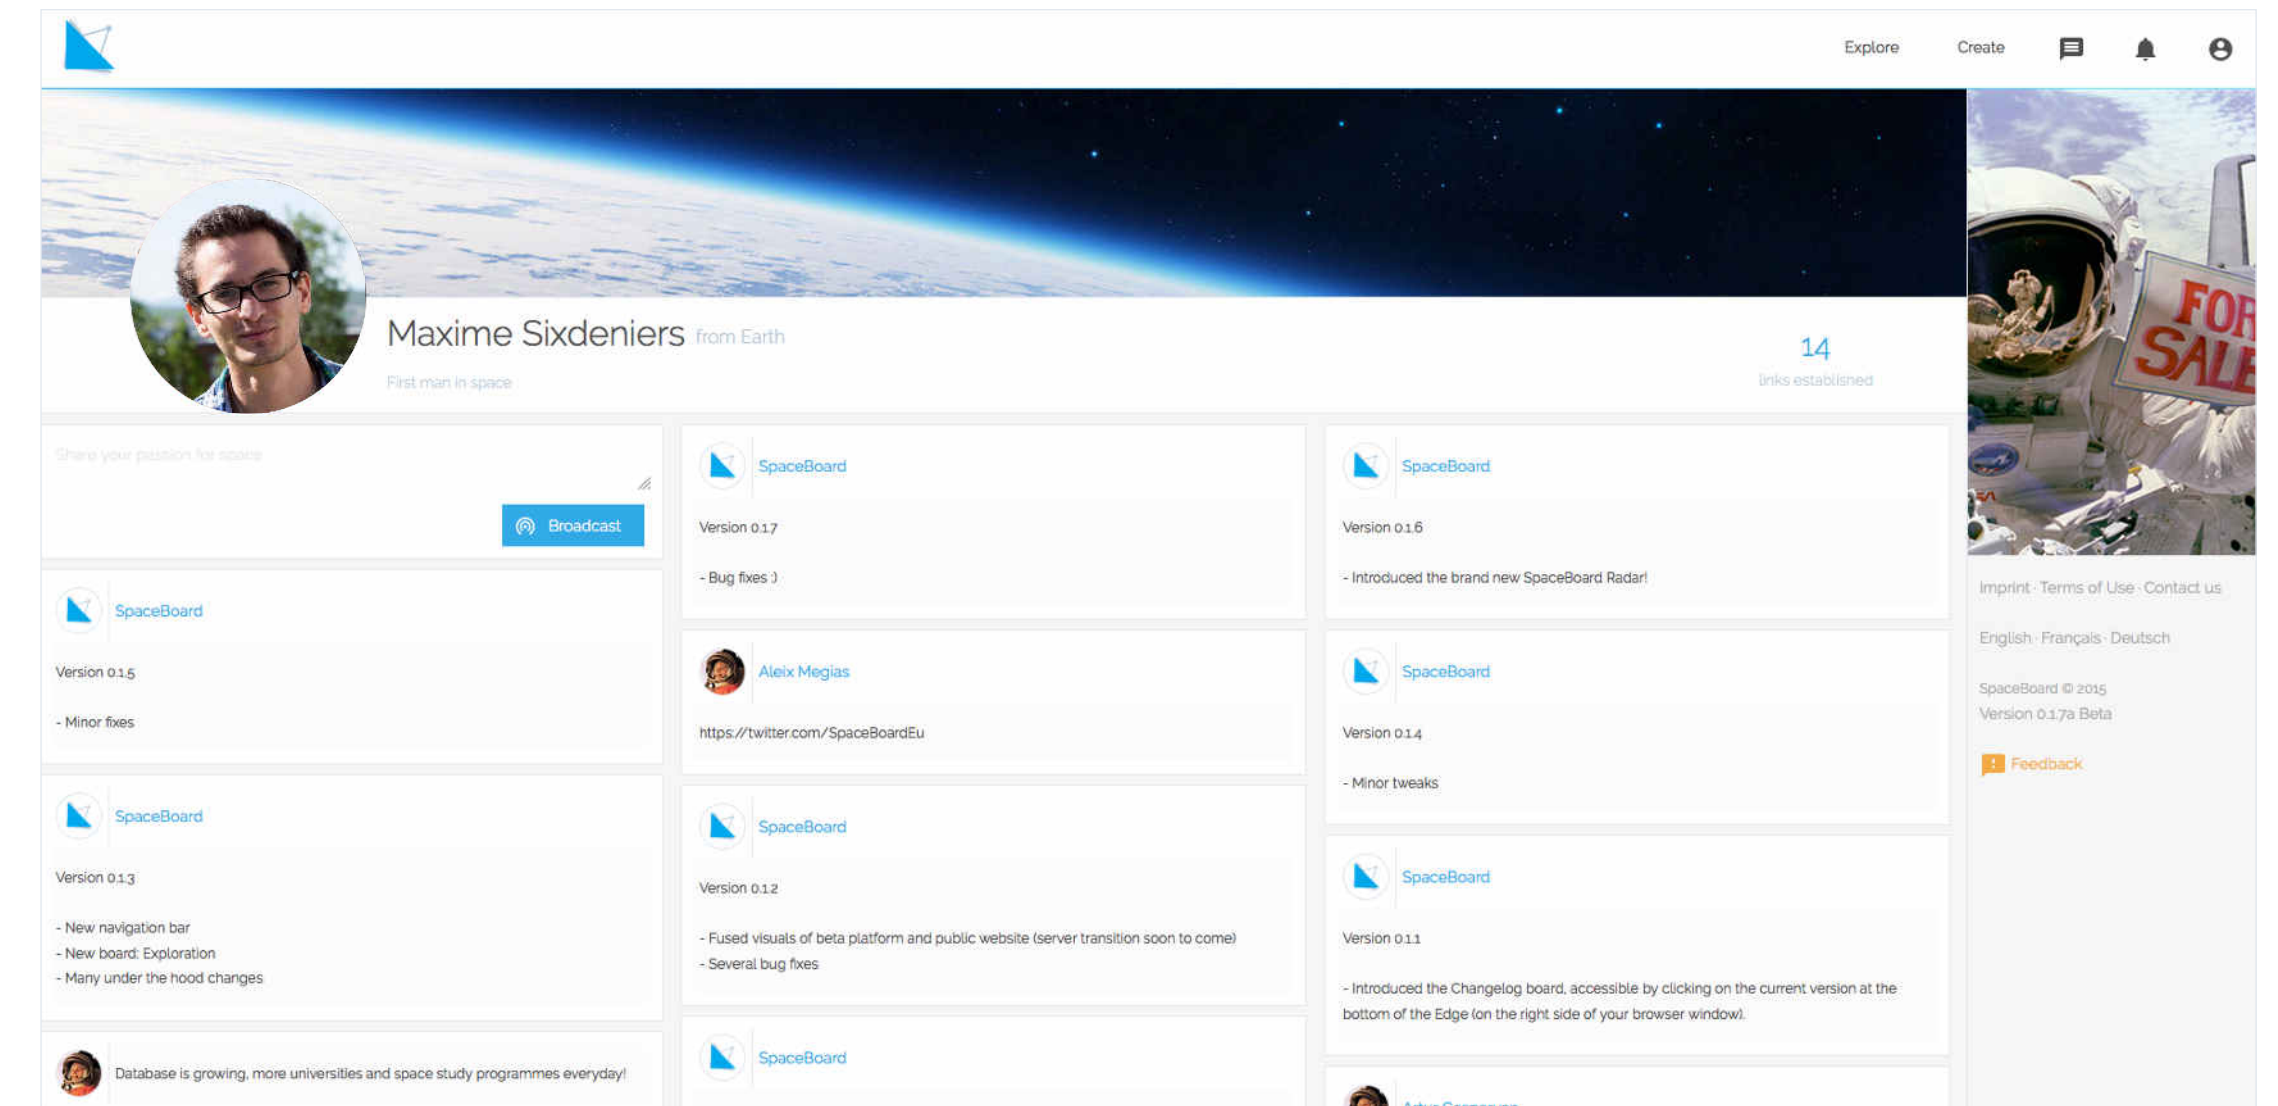 Explore
Create
FOR
SALE
Maxime Sixdeniers from Earth
First man in space
14
links established
Share your passion for space
Broadcast
SpaceBoard
Version 0.1.5
- Minor fixes
SpaceBoard
Version 0.1.3
- New navigation bar
- New board: Exploration
- Many under the hood changes
Database is growing, more universities and space study programmes everyday!
SpaceBoard
Version 0.1.7
- Bug fixes :)
Aleix Megias
https://twitter.com/SpaceBoardEu
SpaceBoard
Version 0.1.2
- Fused visuals of beta platform and public website (server transition soon to come)
- Several bug fixes
SpaceBoard
SpaceBoard
Version 0.1.6
- Introduced the brand new SpaceBoard Radar!
SpaceBoard
Version 0.1.4
- Minor tweaks
SpaceBoard
Version 0.1.1
- Introduced the Changelog board, accessible by clicking on the current version at the
bottom of the Edge (on the right side of your browser window).
Imprint · Terms of Use · Contact us
English · Français · Deutsch
SpaceBoard © 2015
Version 0.1.7a Beta
Feedback